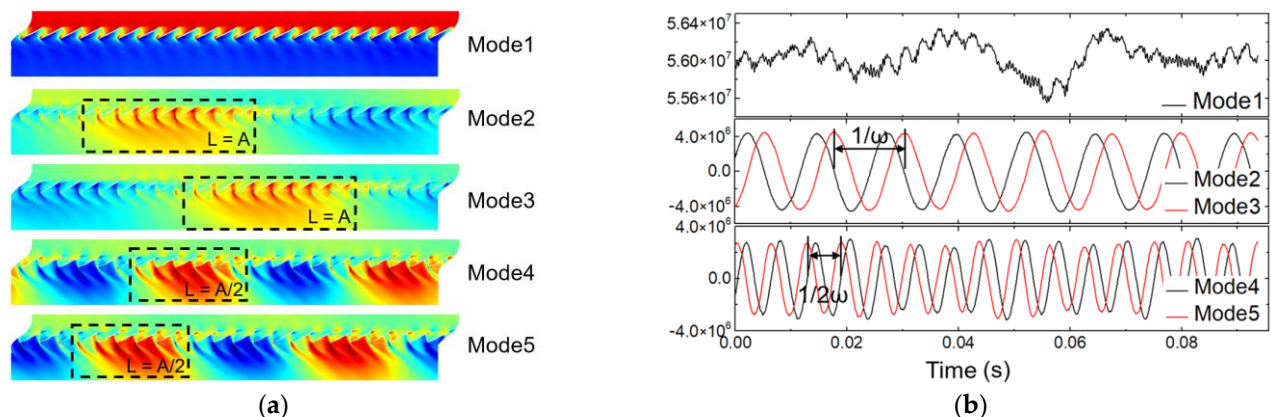 Mode1
Mode2
L = A
Mode3
L = A
Mode4
L = A/2
Mode5
L = A/2
(a)
5.64×10⁷
5.60×10⁷
5.56×10⁷
Mode1
4.0×10⁶
0.0
-4.0×10⁶
1/ω
Mode2
Mode3
4.0×10⁶
0.0
-4.0×10⁶
1/2ω
Mode4
Mode5
0.00 0.02 0.04 0.06 0.08
Time (s)
(b)